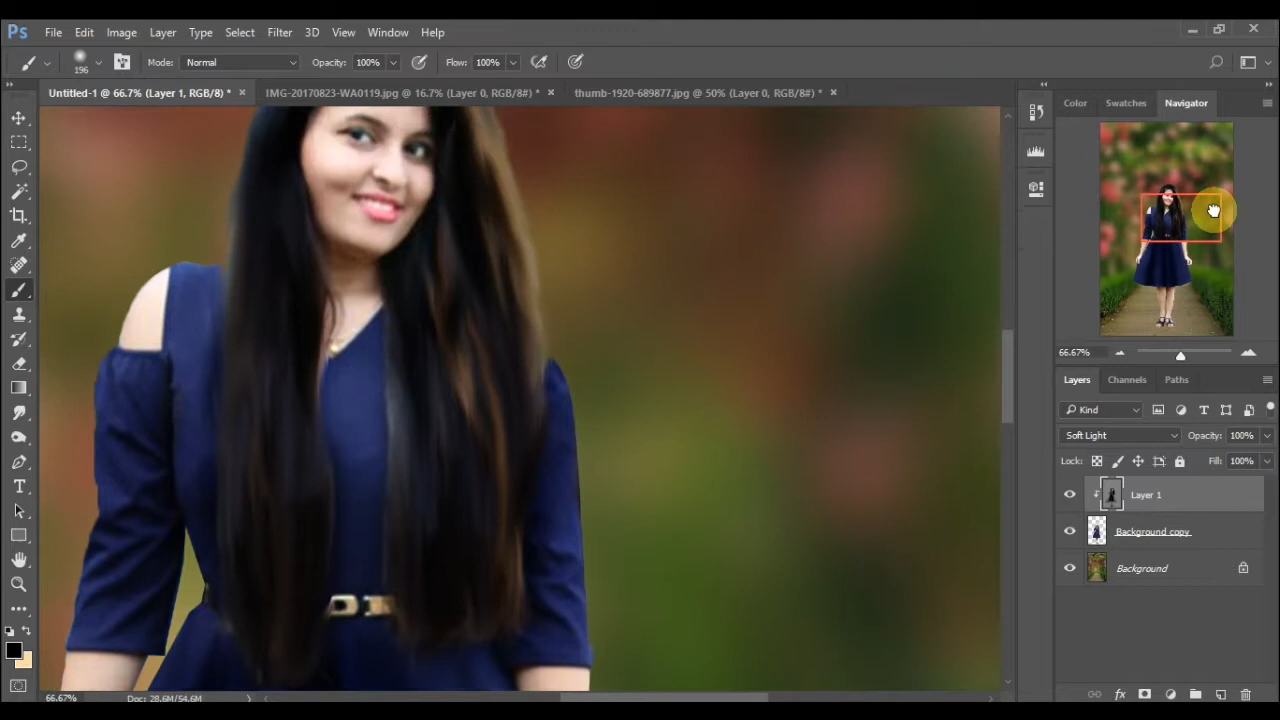 Ps File Edit Image Layer Type Select Filter 3D View Window Help
196 Mode: Normal Opacity: 100% Flow: 100%
Untitled-1 @ 66.7% (Layer 1, RGB/8) * × IMG-20170823-WA0119.jpg @ 16.7% (Layer 0, RGB/8#) * × thumb-1920-689877.jpg @ 50% (Layer 0, RGB/8#) * ×
Color Swatches Navigator
66.67%
Layers Channels Paths
Kind
Soft Light Opacity: 100%
Lock: Fill: 100%
Layer 1
Background copy
Background
66.67% Doc: 28.6M/54.6M
fx